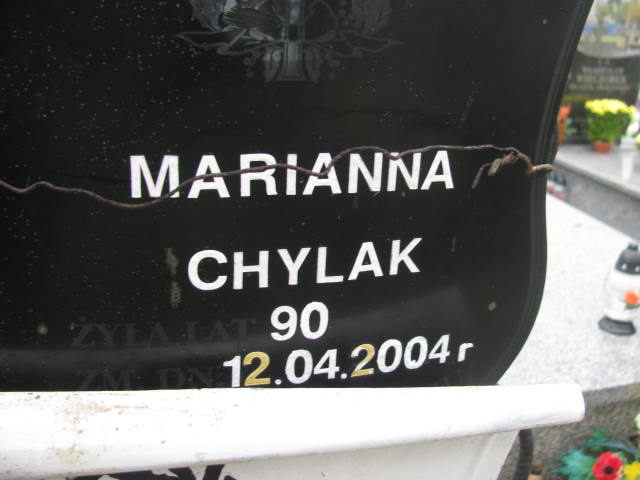 MARIANNA
CHYLAK
ŻYŁA LAT 90
ZM. DN. 12.04.2004 r